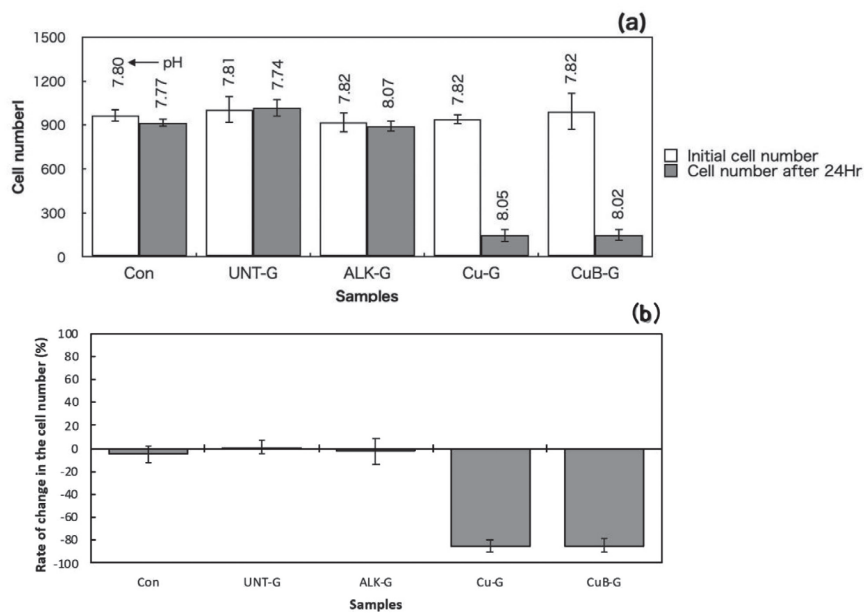 (a)
1500
1200
900
600
300
0
Cell numberl
7.80 ← pH
7.77
7.81
7.74
7.82
8.07
7.82
8.05
7.82
8.02
Initial cell number
Cell number after 24Hr
Con UNT-G ALK-G Cu-G CuB-G
Samples
(b)
100
80
60
40
20
0
-20
-40
-60
-80
-100
Rate of change in the cell number (%)
Con UNT-G ALK-G Cu-G CuB-G
Samples